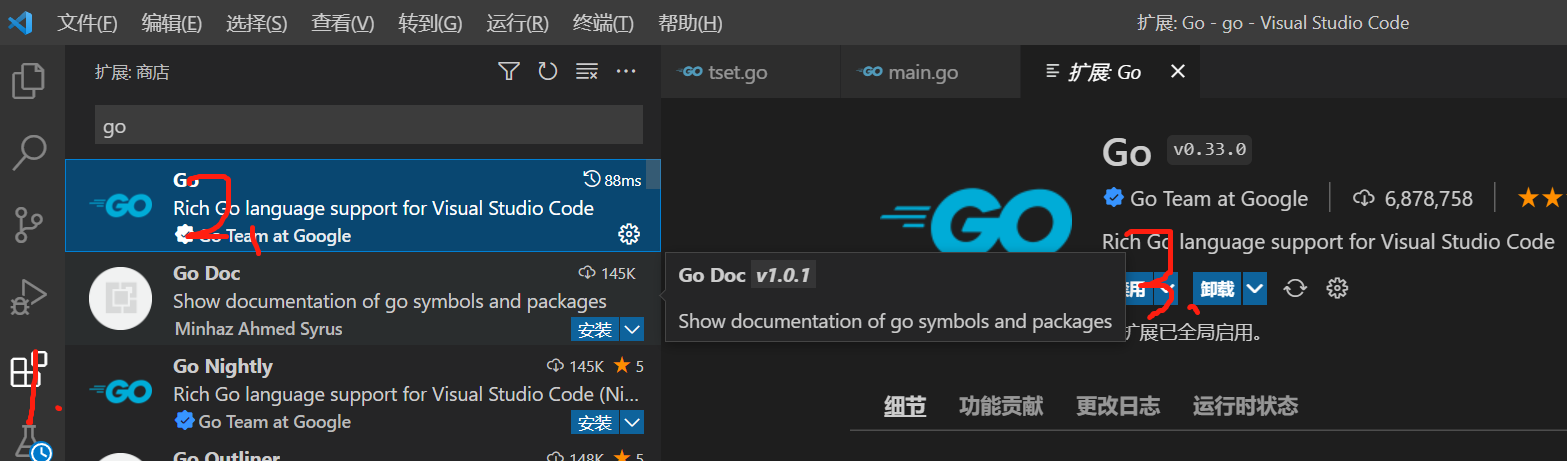 文件(F) 编辑(E) 选择(S) 查看(V) 转到(G) 运行(R) 终端(T) 帮助(H) 扩展: Go - go - Visual Studio Code
扩展: 商店
tset.go main.go 扩展: Go
go
Go 88ms
Rich Go language support for Visual Studio Code
Go Team at Google
Go Doc 145K
Show documentation of go symbols and packages
Minhaz Ahmed Syrus 安装
Go Nightly 145K 5
Rich Go language support for Visual Studio Code (Ni...
Go Team at Google 安装
Go Outliner 148K 5
GO
Go v0.33.0
Go Team at Google 6,878,758
Rich Go language support for Visual Studio Code
用 卸载
扩展已全局启用。
Go Doc v1.0.1
Show documentation of go symbols and packages
细节 功能贡献 更改日志 运行时状态
1.
2、
3、